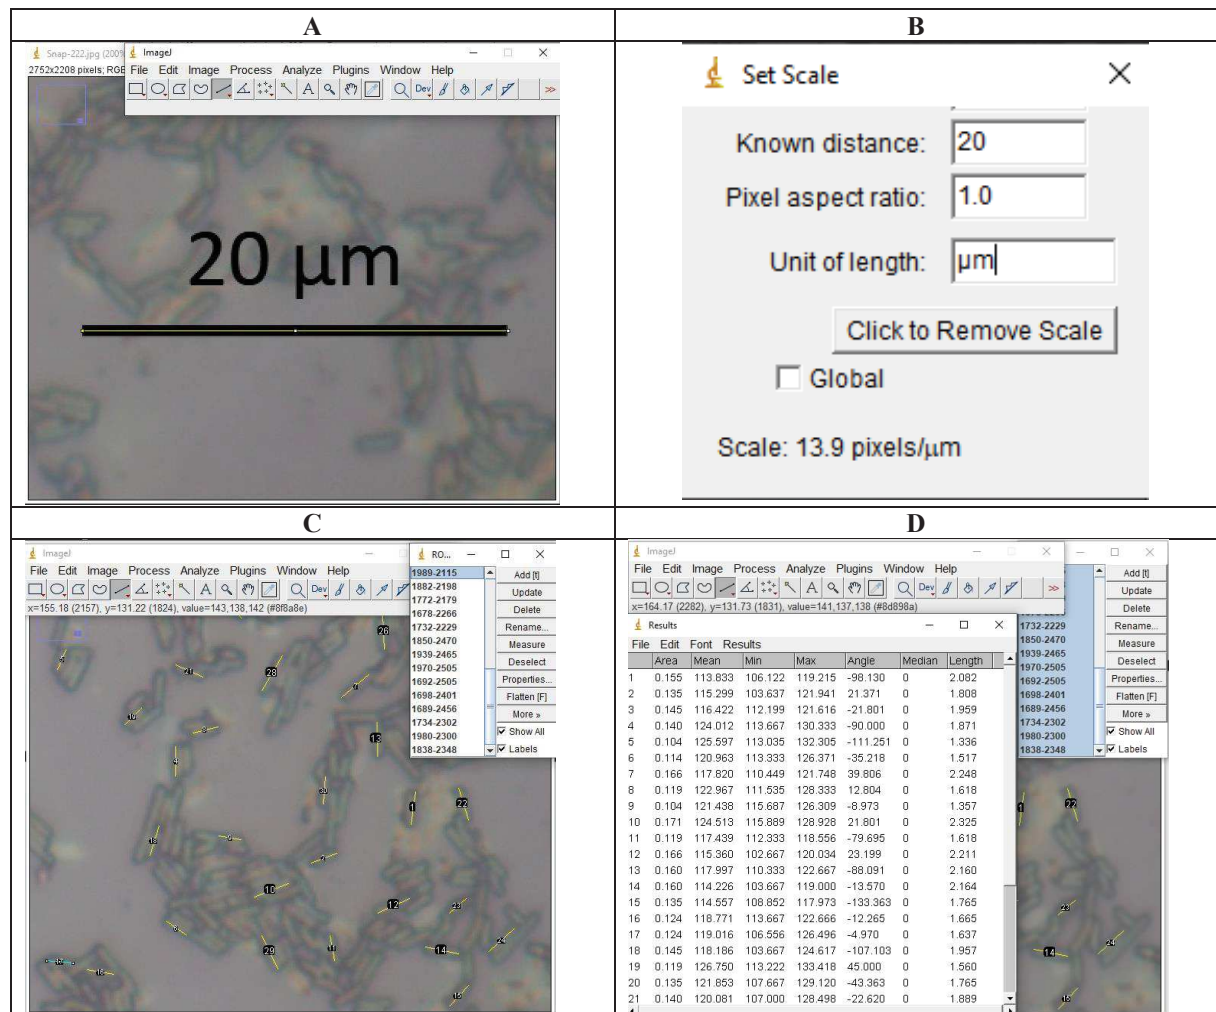 A
B
Snap-222.jpg (200%
ImageJ
2752x2208 pixels; RGB
File Edit Image Process Analyze Plugins Window Help
A Dev >>
20 µm
Set Scale
Known distance: 20
Pixel aspect ratio: 1.0
Unit of length: µm
Click to Remove Scale
Global
Scale: 13.9 pixels/µm
C
D
ImageJ
File Edit Image Process Analyze Plugins Window Help
A Dev >>
x=155.18 (2157), y=131.22 (1824), value=143,138,142 (#8f8a8e)
RO...
1989-2115
1882-2198
1772-2179
1678-2266
1732-2229
1850-2470
1939-2465
1970-2505
1692-2505
1698-2401
1689-2456
1734-2302
1980-2300
1838-2348
Add [t]
Update
Delete
Rename...
Measure
Deselect
Properties...
Flatten [F]
More »
Show All
Labels
26
28
13
1
22
10
12
14
29
24
16
ImageJ
File Edit Image Process Analyze Plugins Window Help
A Dev >>
x=164.17 (2282), y=131.73 (1831), value=141,137,138 (#8d898a)
Results
File Edit Font Results
Area Mean Min Max Angle Median Length
1 0.155 113.833 106.122 119.215 -98.130 0 2.082
2 0.135 115.299 103.637 121.941 21.371 0 1.808
3 0.145 116.422 112.199 121.616 -21.801 0 1.959
4 0.140 124.012 113.667 130.333 -90.000 0 1.871
5 0.104 125.597 113.035 132.305 -111.251 0 1.336
6 0.114 120.963 113.333 126.371 -35.218 0 1.517
7 0.166 117.820 110.449 121.748 39.806 0 2.248
8 0.119 122.967 111.535 128.333 12.804 0 1.618
9 0.104 121.438 115.687 126.309 -8.973 0 1.357
10 0.171 124.513 115.889 128.928 21.801 0 2.325
11 0.119 117.439 112.333 118.556 -79.695 0 1.618
12 0.166 115.360 102.667 120.034 23.199 0 2.211
13 0.160 117.997 110.333 122.667 -88.091 0 2.160
14 0.160 114.226 103.667 119.000 -13.570 0 2.164
15 0.135 114.557 108.852 117.973 -133.363 0 1.765
16 0.124 118.771 113.667 122.666 -12.265 0 1.665
17 0.124 119.016 106.556 126.496 -4.970 0 1.637
18 0.145 118.186 103.667 124.617 -107.103 0 1.957
19 0.119 126.750 113.222 133.418 45.000 0 1.560
20 0.135 121.853 107.667 129.120 -43.363 0 1.765
21 0.140 120.081 107.000 128.498 -22.620 0 1.889
1732-2229
1850-2470
1939-2465
1970-2505
1692-2505
1698-2401
1689-2456
1734-2302
1980-2300
1838-2348
Add [t]
Update
Delete
Rename...
Measure
Deselect
Properties...
Flatten [F]
More »
Show All
Labels
1
22
23
14
24